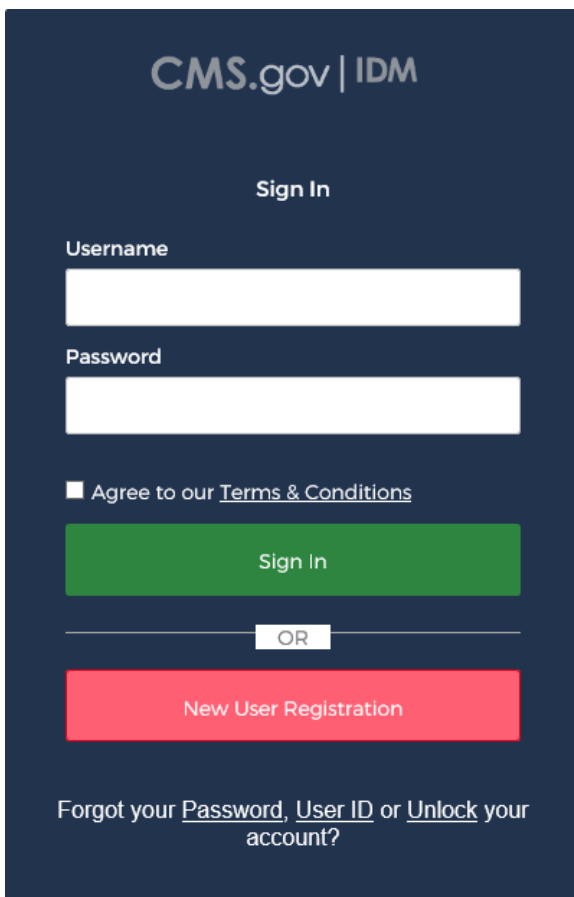 CMS.gov | IDM
Sign In
Username
Password
Agree to our Terms & Conditions
Sign In
OR
New User Registration
Forgot your Password, User ID or Unlock your
account?